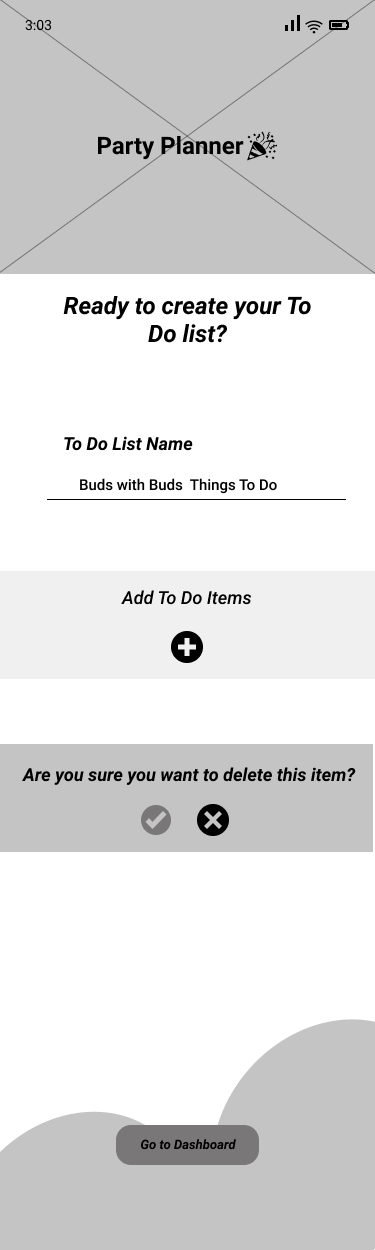 3:03
Party Planner
Ready to create your To
Do list?
To Do List Name
Buds with Buds  Things To Do
Add To Do Items
Are you sure you want to delete this item?
Go to Dashboard